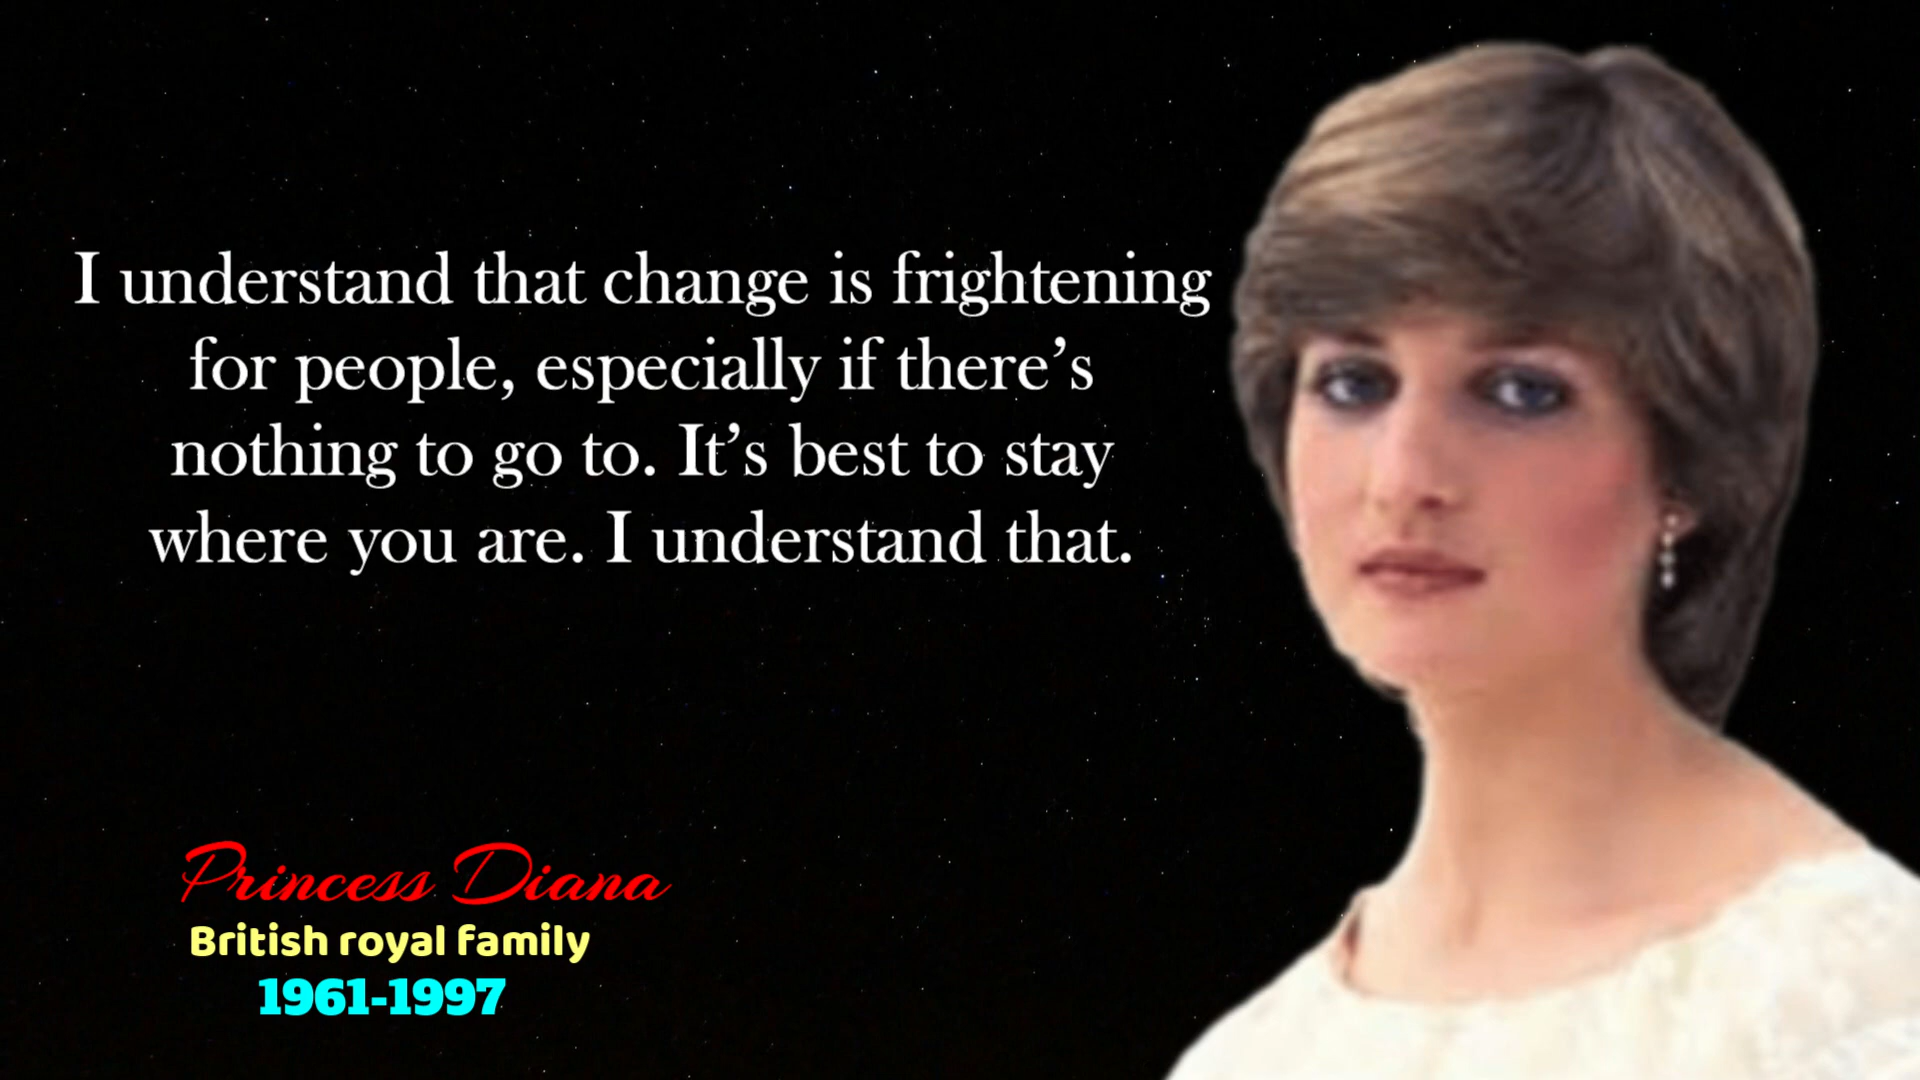 I understand that change is frightening
for people, especially if there’s
nothing to go to. It’s best to stay
where you are. I understand that.
Princess Diana
British royal family
1961-1997